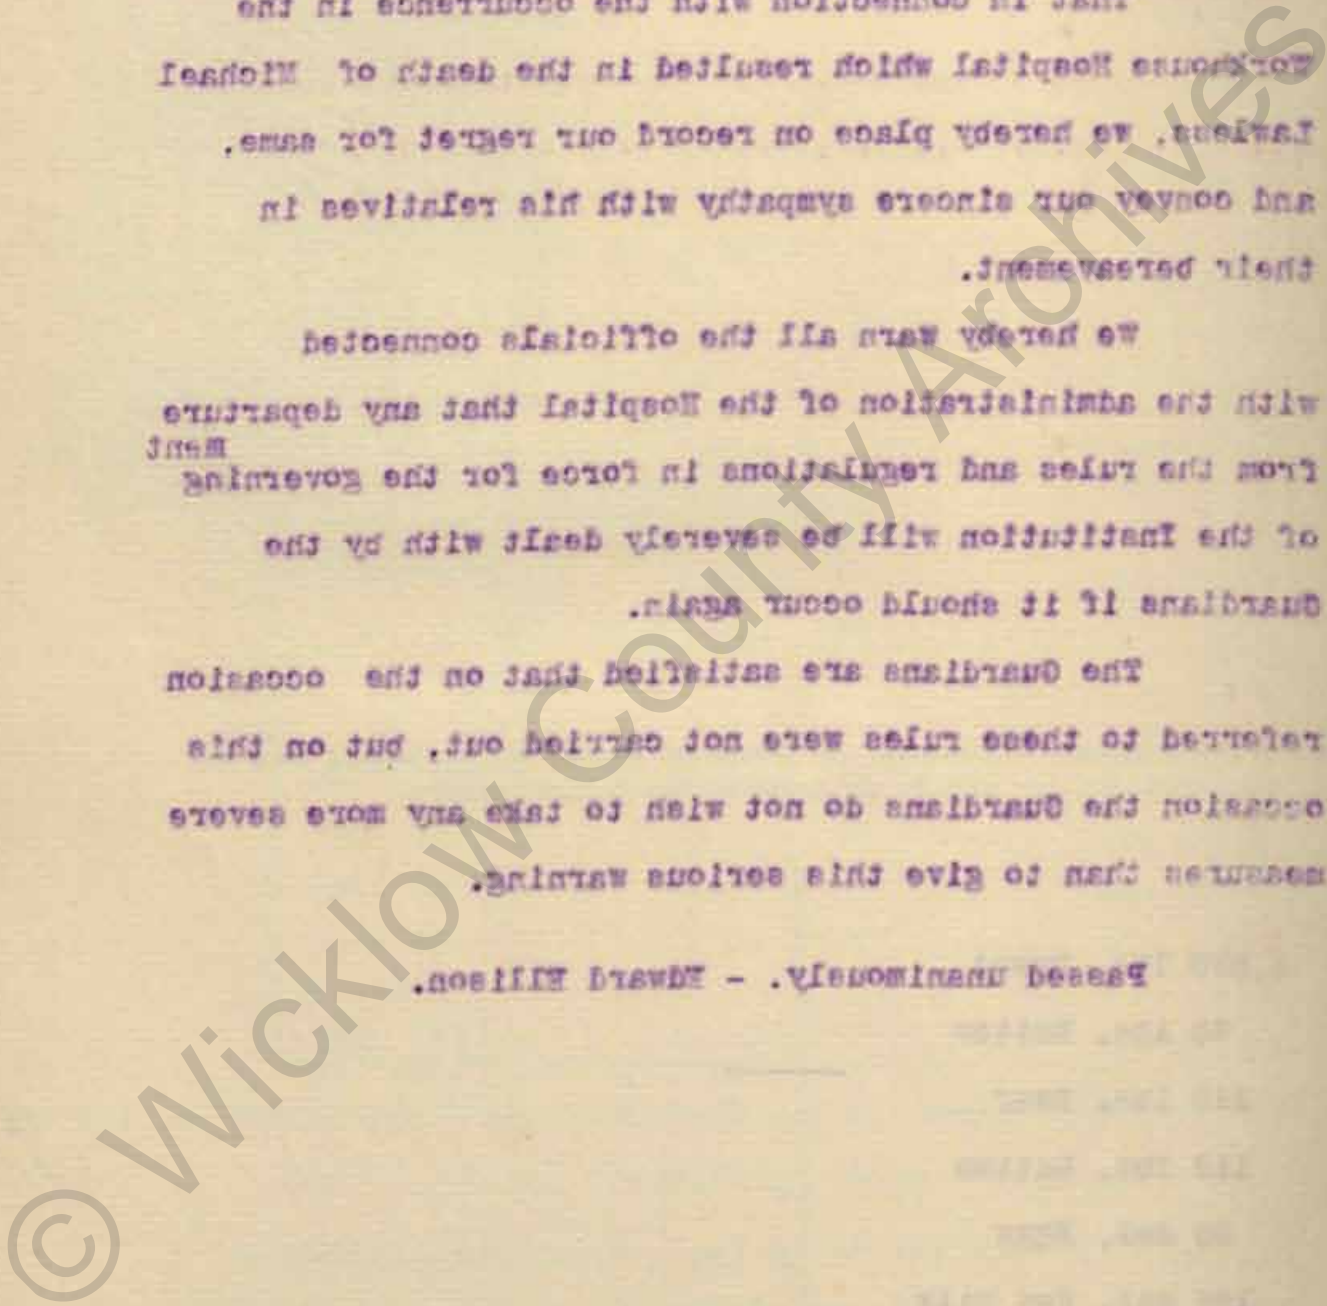 That in connection with the occurrence in the
Workhouse Hospital which resulted in the death of Michael
Lawless, we hereby place on record our regret for same.
and convey our sincere sympathy with his relatives in
their bereavement.
We hereby warn all the officials connected
with the administration of the Hospital that any departure
ment
from the rules and regulations in force for the governing
of the Institution will be severely dealt with by the
Guardians if it should occur again.
The Guardians are satisfied that on the occasion
referred to these rules were not carried out, but on this
occasion the Guardians do not wish to take any more severe
measures than to give this serious warning.
Passed unanimously. - Edward Ellison.
© Wicklow County Archives